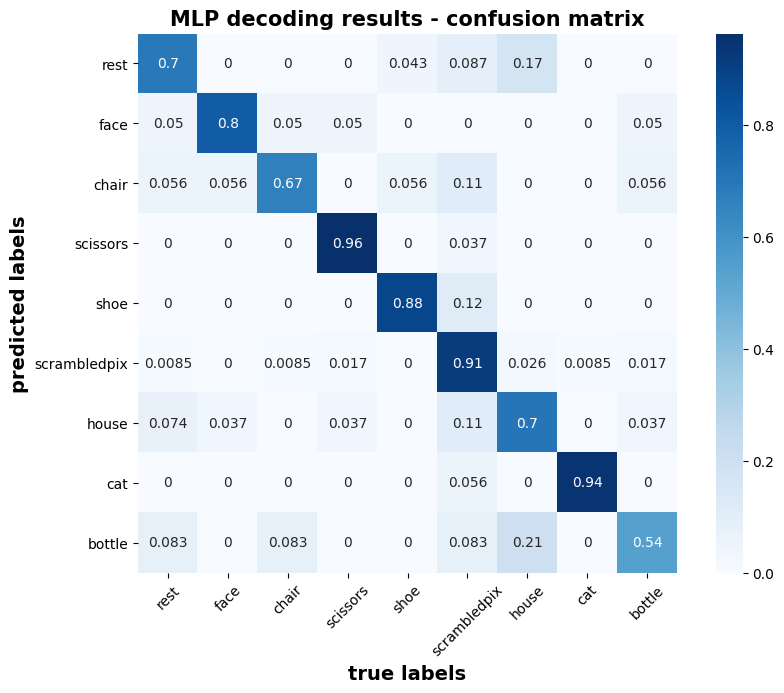 MLP decoding results - confusion matrix
predicted labels
rest 0.7 0 0 0 0.043 0.087 0.17 0 0
face 0.05 0.8 0.05 0.05 0 0 0 0 0.05
chair 0.056 0.056 0.67 0 0.056 0.11 0 0 0.056
scissors 0 0 0 0.96 0 0.037 0 0 0
shoe 0 0 0 0 0.88 0.12 0 0 0
scrambledpix 0.0085 0 0.0085 0.017 0 0.91 0.026 0.0085 0.017
house 0.074 0.037 0 0.037 0 0.11 0.7 0 0.037
cat 0 0 0 0 0 0.056 0 0.94 0
bottle 0.083 0 0.083 0 0 0.083 0.21 0 0.54
rest face chair scissors shoe scrambledpix house cat bottle
true labels
0.8
0.6
0.4
0.2
0.0